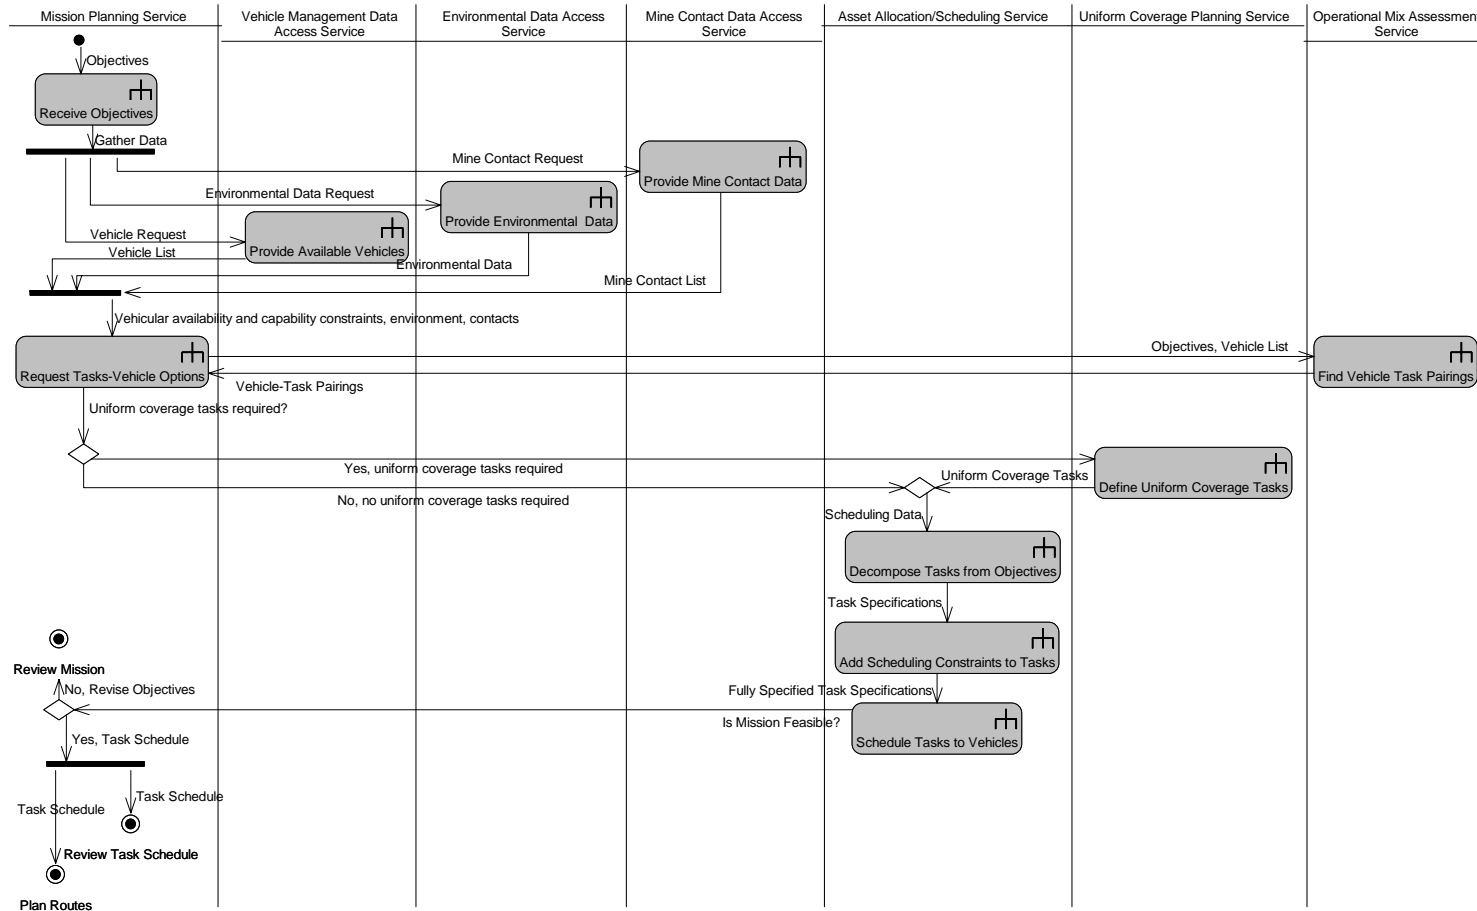 Mission Planning Service
Vehicle Management Data
Access Service
Environmental Data Access
Service
Mine Contact Data Access
Service
Asset Allocation/Scheduling Service
Uniform Coverage Planning Service
Operational Mix Assessment
Service
Objectives
Receive Objectives
Gather Data
Mine Contact Request
Provide Mine Contact Data
Environmental Data Request
Provide Environmental  Data
Vehicle Request
Provide Available Vehicles
Vehicle List
Environmental Data
Mine Contact List
Vehicular availability and capability constraints, environment, contacts
Request Tasks-Vehicle Options
Objectives, Vehicle List
Find Vehicle Task Pairings
Vehicle-Task Pairings
Uniform coverage tasks required?
Yes, uniform coverage tasks required
Uniform Coverage Tasks
Define Uniform Coverage Tasks
No, no uniform coverage tasks required
Scheduling Data
Decompose Tasks from Objectives
Task Specifications
Add Scheduling Constraints to Tasks
Review Mission
No, Revise Objectives
Fully Specified Task Specifications
Is Mission Feasible?
Schedule Tasks to Vehicles
Yes, Task Schedule
Task Schedule
Task Schedule
Review Task Schedule
Plan Routes